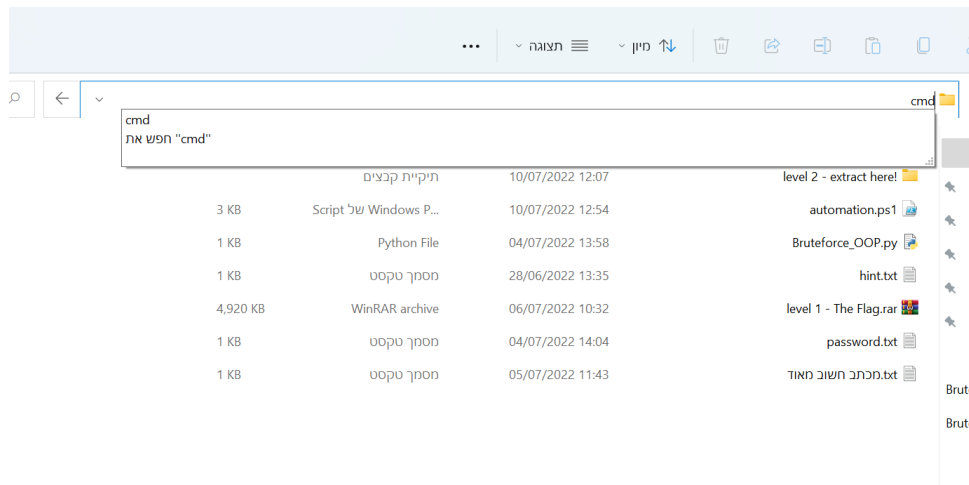 מיון תצוגה •••
cmd
cmd
חפש את "cmd"
level 2 - extract here! 10/07/2022 12:07 תיקיית קבצים
automation.ps1 10/07/2022 12:54 Script של Windows P... 3 KB
Bruteforce_OOP.py 04/07/2022 13:58 Python File 1 KB
hint.txt 28/06/2022 13:35 מסמך טקסט 1 KB
level 1 - The Flag.rar 06/07/2022 10:32 WinRAR archive 4,920 KB
password.txt 04/07/2022 14:04 מסמך טקסט 1 KB
מכתב חשוב מאוד.txt 05/07/2022 11:43 מסמך טקסט 1 KB
Brut
Brut